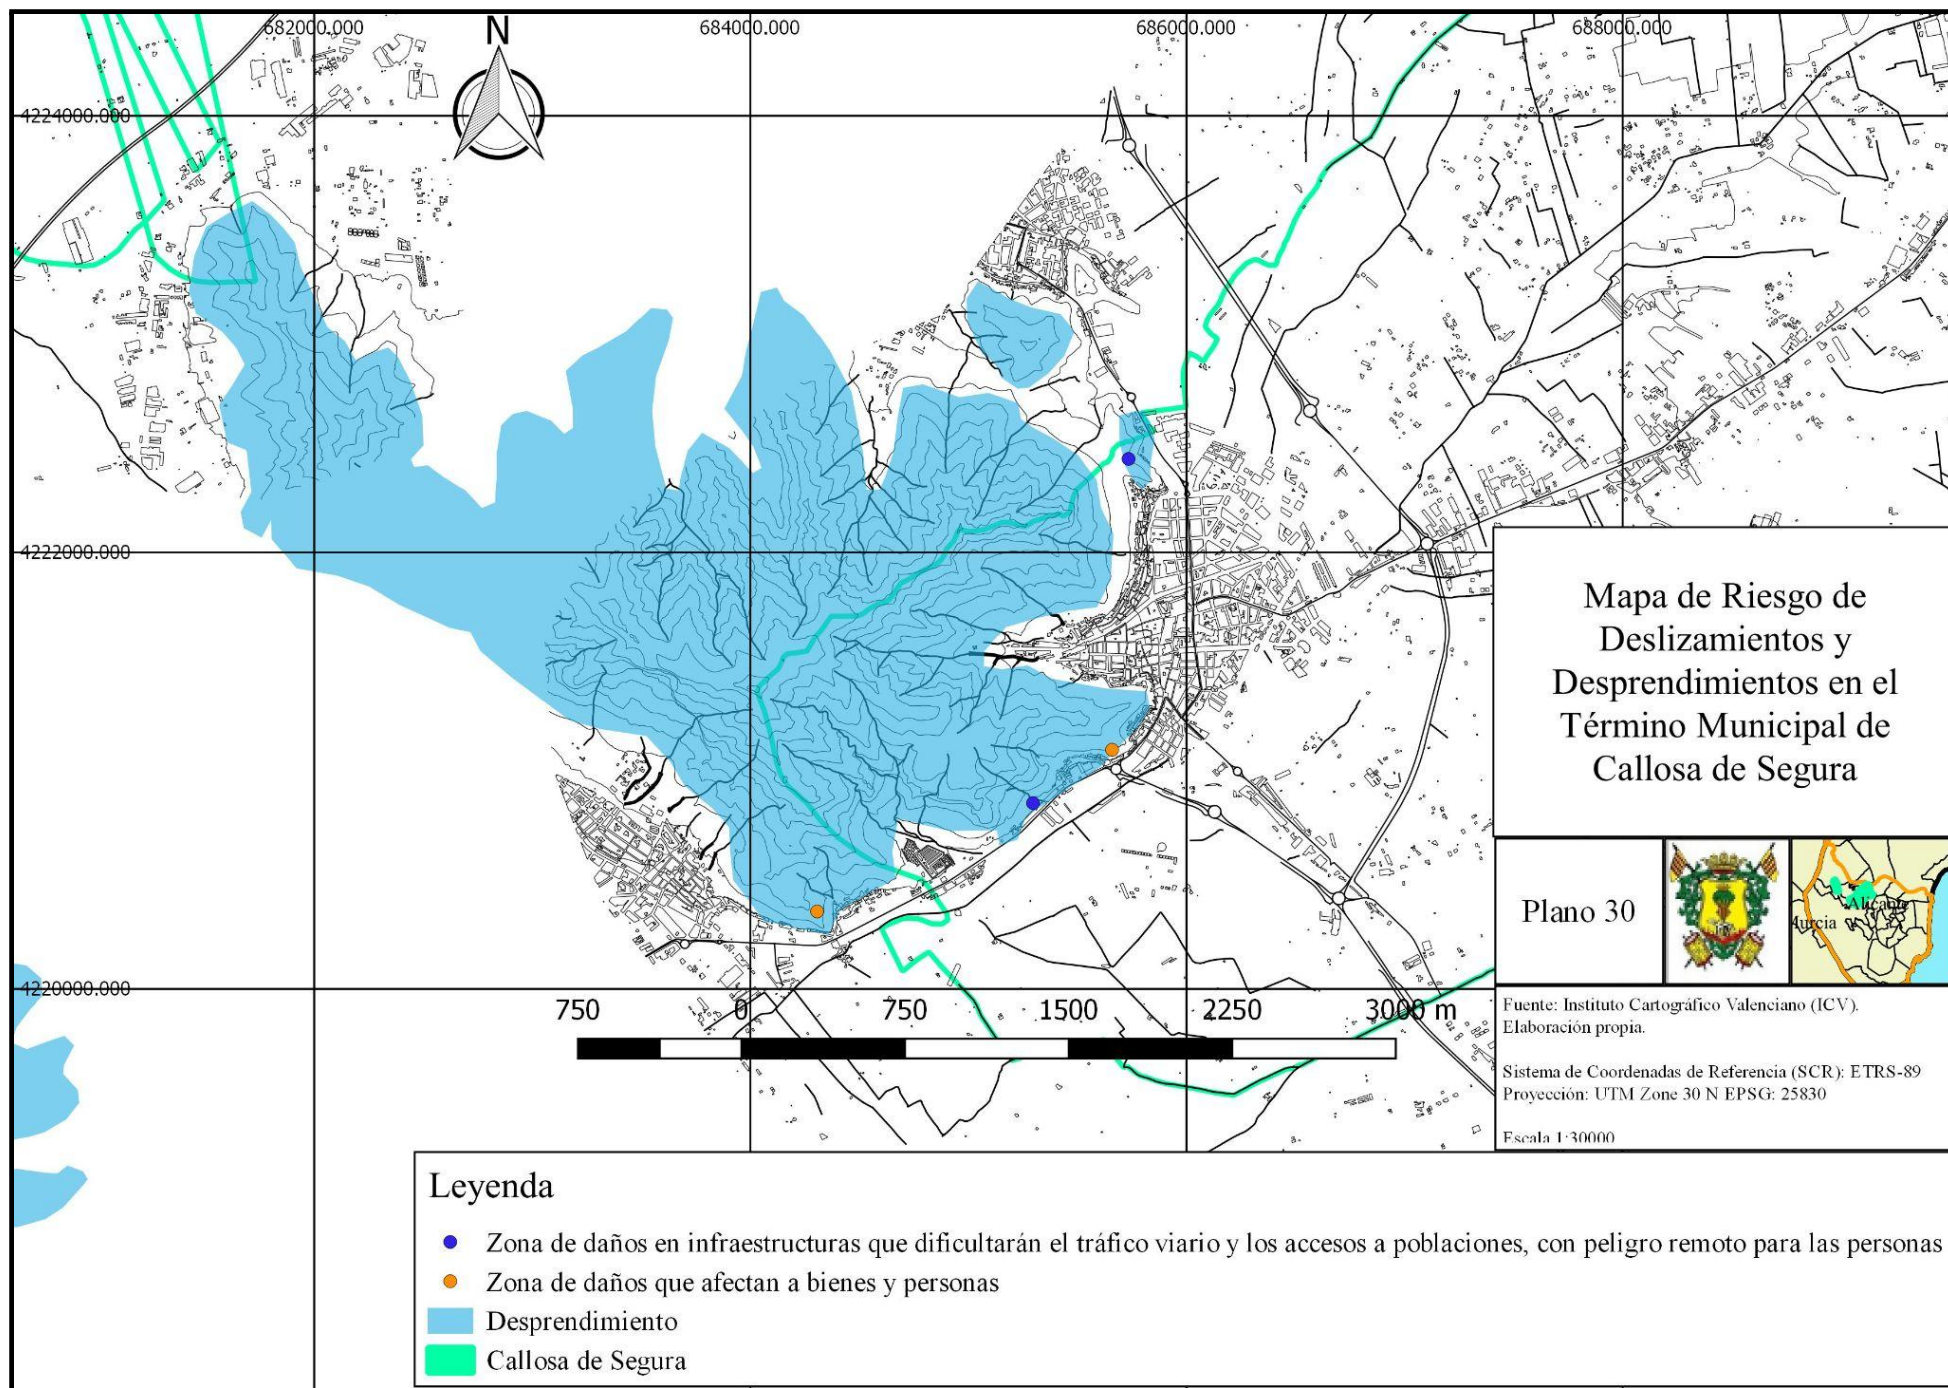 682000.000
684000.000
686000.000
688000.000
N
4224000.000
4222000.000
4220000.000
750
0
750
1500
2250
3000 m
Mapa de Riesgo de
Deslizamientos y
Desprendimientos en el
Término Municipal de
Callosa de Segura
Plano 30
Alicante
Murcia
Fuente: Instituto Cartográfico Valenciano (ICV).
Elaboración propia.
Sistema de Coordenadas de Referencia (SCR): ETRS-89
Proyección: UTM Zone 30 N EPSG: 25830
Escala 1:30000
Leyenda
Zona de daños en infraestructuras que dificultarán el tráfico viario y los accesos a poblaciones, con peligro remoto para las personas
Zona de daños que afectan a bienes y personas
Desprendimiento
Callosa de Segura